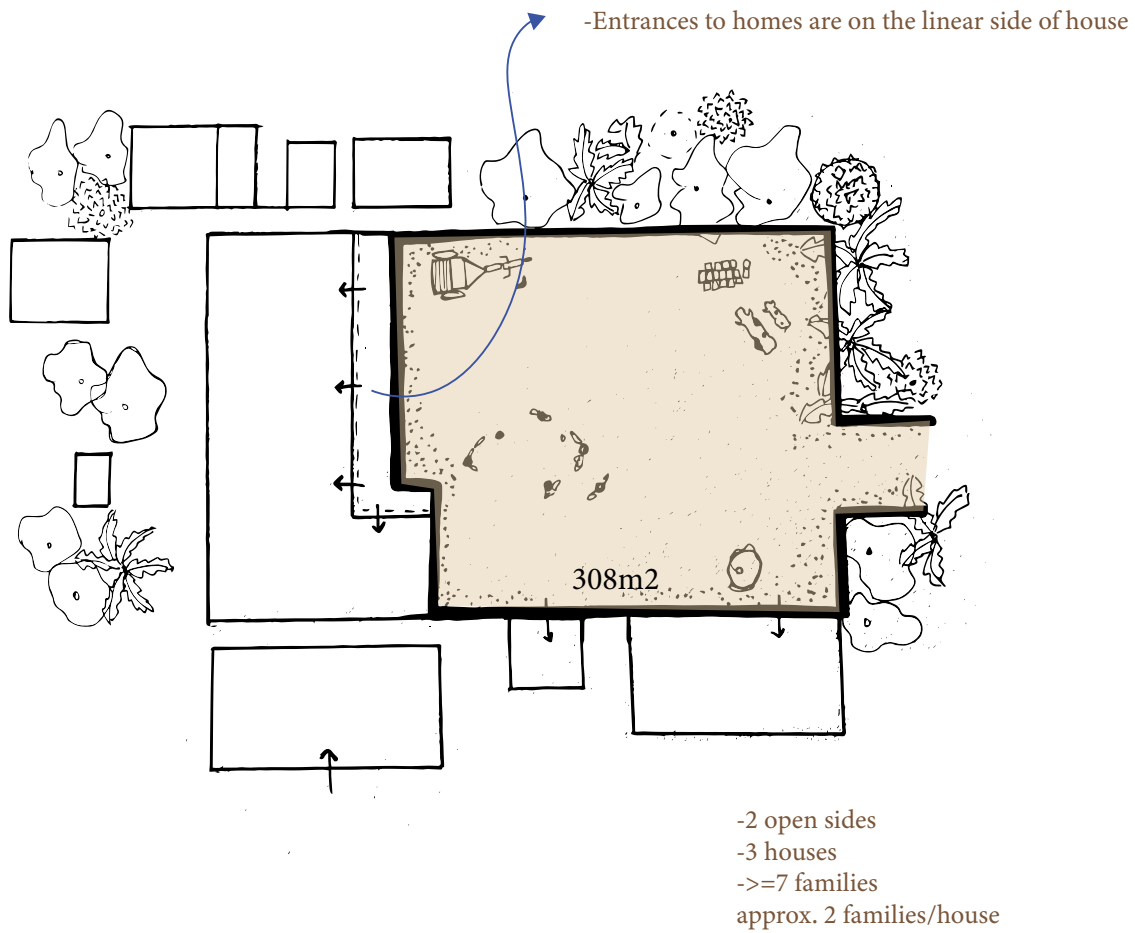 -Entrances to homes are on the linear side of house
308m2
-2 open sides
-3 houses
->=7 families
approx. 2 families/house